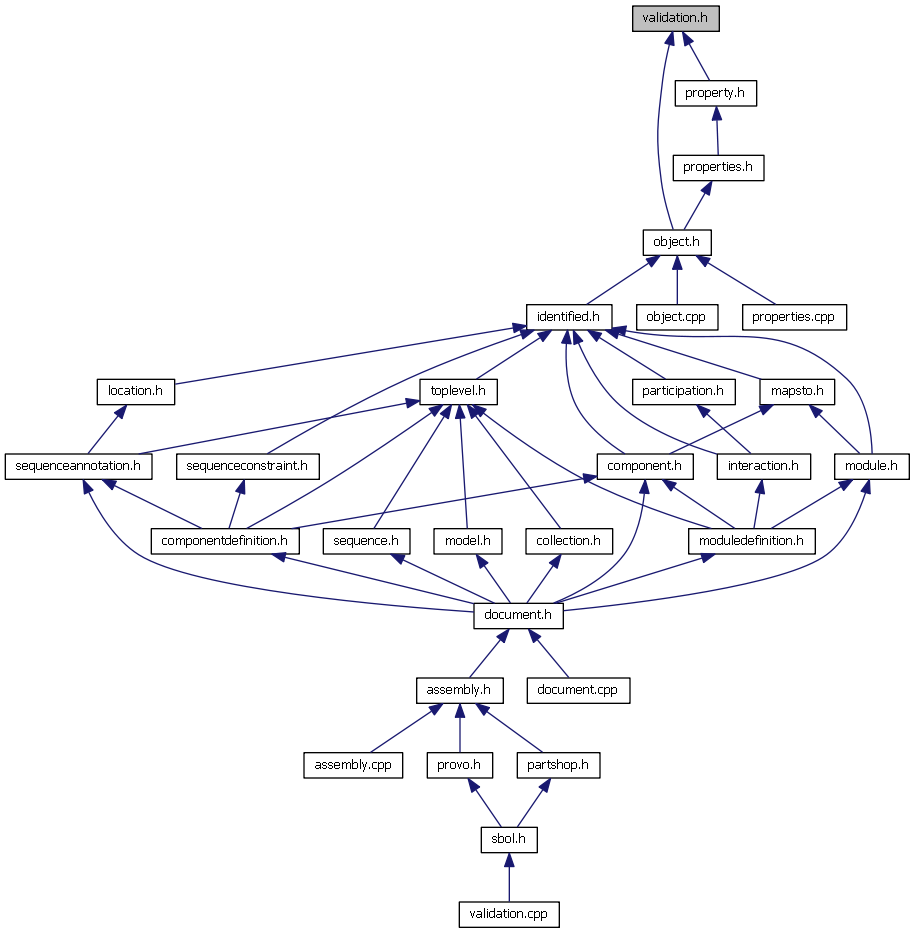 validation.h
property.h
properties.h
object.h
identified.h
object.cpp
properties.cpp
location.h
toplevel.h
participation.h
mapsto.h
sequenceannotation.h
sequenceconstraint.h
component.h
interaction.h
module.h
componentdefinition.h
sequence.h
model.h
collection.h
moduledefinition.h
document.h
assembly.h
document.cpp
assembly.cpp
provo.h
partshop.h
sbol.h
validation.cpp